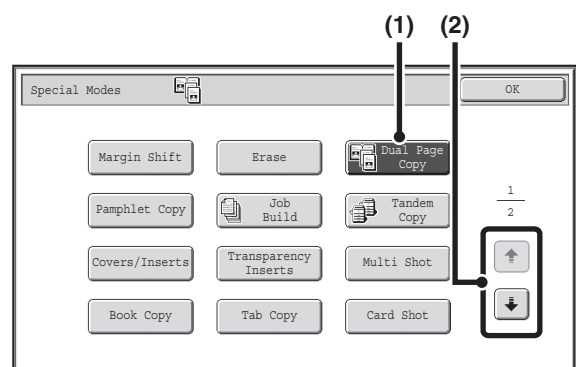 (1) (2)
Special Modes OK
Margin Shift Erase Dual Page
Copy
Pamphlet Copy Job
Build Tandem
Copy
1
2
Covers/Inserts Transparency
Inserts Multi Shot
Book Copy Tab Copy Card Shot